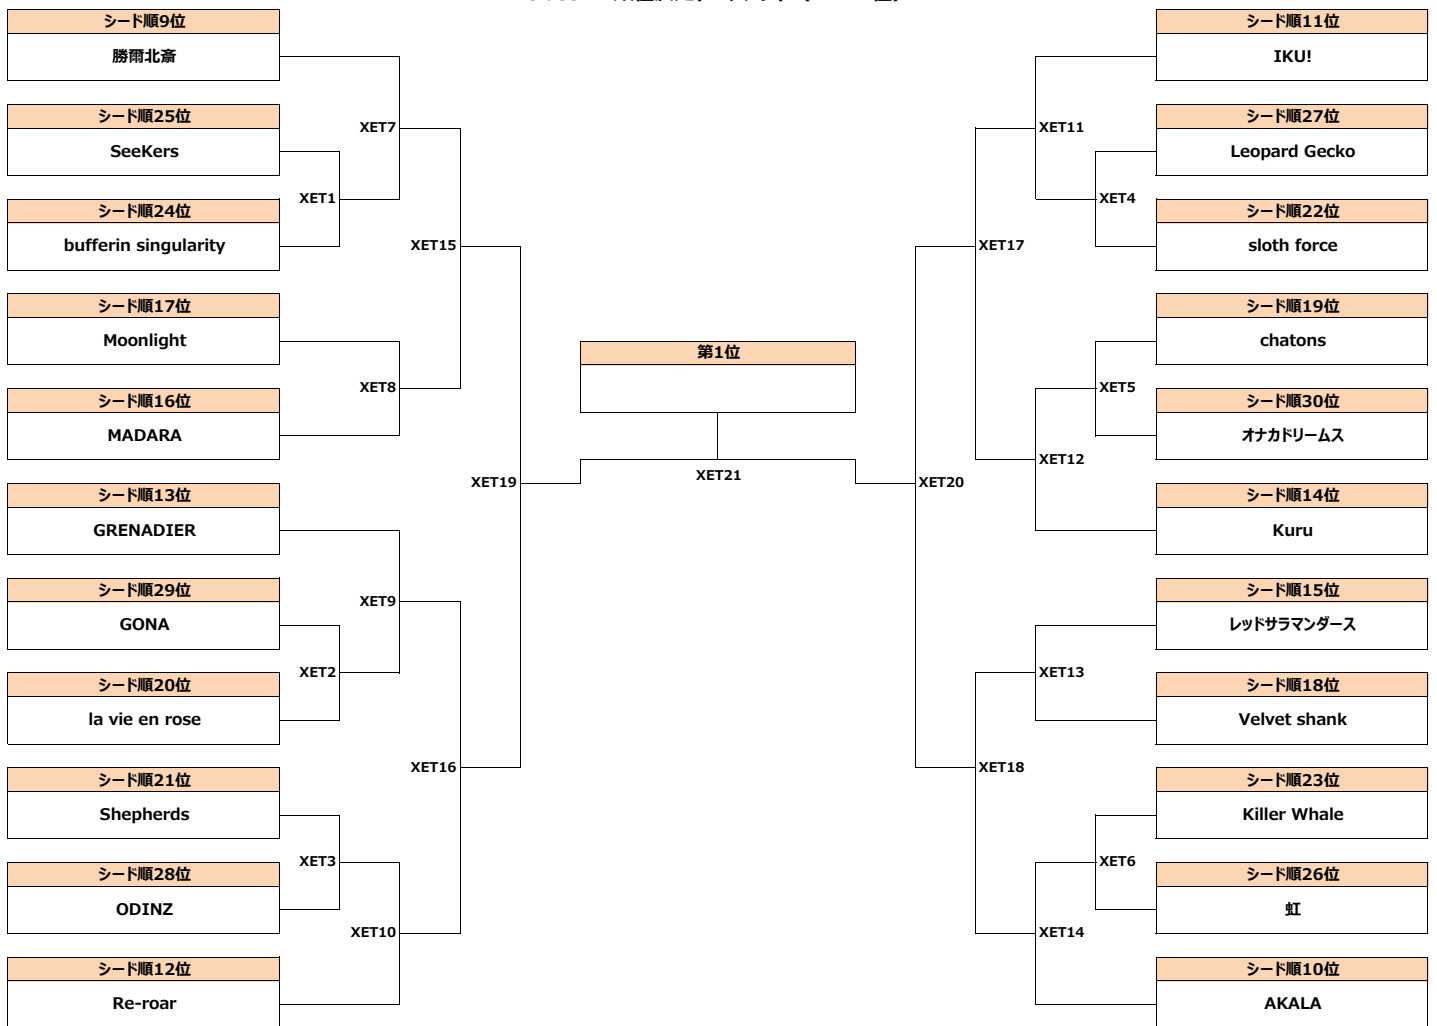 シード順9位
勝爾北斎
シード順25位
SeeKers
シード順24位
bufferin singularity
シード順17位
Moonlight
シード順16位
MADARA
シード順13位
GRENADIER
シード順29位
GONA
シード順20位
la vie en rose
シード順21位
Shepherds
シード順28位
ODINZ
シード順12位
Re-roar
XET1
XET2
XET3
XET7
XET8
XET9
XET10
XET15
XET16
XET19
第1位
XET21
XET20
XET17
XET18
XET11
XET12
XET13
XET14
XET4
XET5
XET6
シード順11位
IKU!
シード順27位
Leopard Gecko
シード順22位
sloth force
シード順19位
chatons
シード順30位
オナカドリームス
シード順14位
Kuru
シード順15位
レッドサラマンダース
シード順18位
Velvet shank
シード順23位
Killer Whale
シード順26位
虹
シード順10位
AKALA